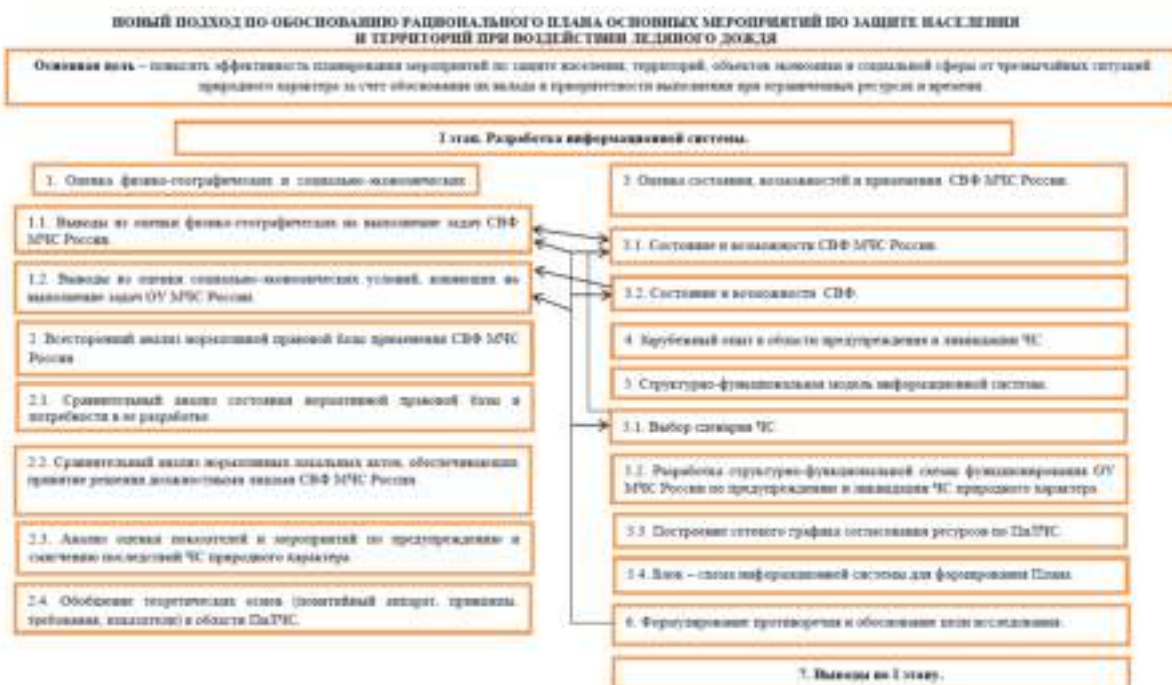 НОВЫЙ ПОДХОД ПО ОБОСНОВАНИЮ РАЦИОНАЛЬНОГО ПЛАНА ОСНОВНЫХ МЕРОПРИЯТИЙ ПО ЗАЩИТЕ НАСЕЛЕНИЯ
И ТЕРРИТОРИЙ ПРИ ВОЗДЕЙСТВИИ ЛЕДЯНОГО ДОЖДЯ
Основная цель – повысить эффективность планирования мероприятий по защите населения, территорий, объектов экономики и социальной сферы от чрезвычайных ситуаций
природного характера за счет обоснования их вклада и приоритетности выполнения при ограниченных ресурсах и времени.
I этап. Разработка информационной системы.
1. Оценка физико-географических и социально-экономических
1.1. Выводы из оценки физико-географических на выполнение задач СВФ
МЧС России.
1.2. Выводы из оценки социально-экономических условий, влияющих на
выполнение задач ОУ МЧС России
2. Всесторонний анализ нормативной правовой базы применения СВФ МЧС
России
2.1. Сравнительный анализ состояния нормативной правовой базы и
потребности в ее разработке
2.2. Сравнительный анализ нормативных локальных актов, обеспечивающих
принятие решения должностными лицами СВФ МЧС России
2.3. Анализ оценки показателей и мероприятий по предупреждению и
смягчению последствий ЧС природного характера
2.4. Обобщение теоретических основ (понятийный аппарат, принципы,
требования, показатели) в области ПиЛЧС.
3. Оценка состояния, возможностей и применения СВФ МЧС России.
3.1. Состояние и возможности СВФ МЧС России.
3.2. Состояние и возможности СВФ.
4. Зарубежный опыт в области предупреждения и ликвидации ЧС
5. Структурно-функциональная модель информационной системы.
5.1. Выбор сценария ЧС
5.2. Разработка структурно-функциональной схемы функционирования ОУ
МЧС России по предупреждению и ликвидации ЧС природного характера
5.3. Построение сетевого графика согласования ресурсов по ПиЛЧС.
5.4. Блок – схема информационной системы для формирования Плана.
6. Формулирование противоречия и обоснование цели исследования.
7. Выводы по I этапу.